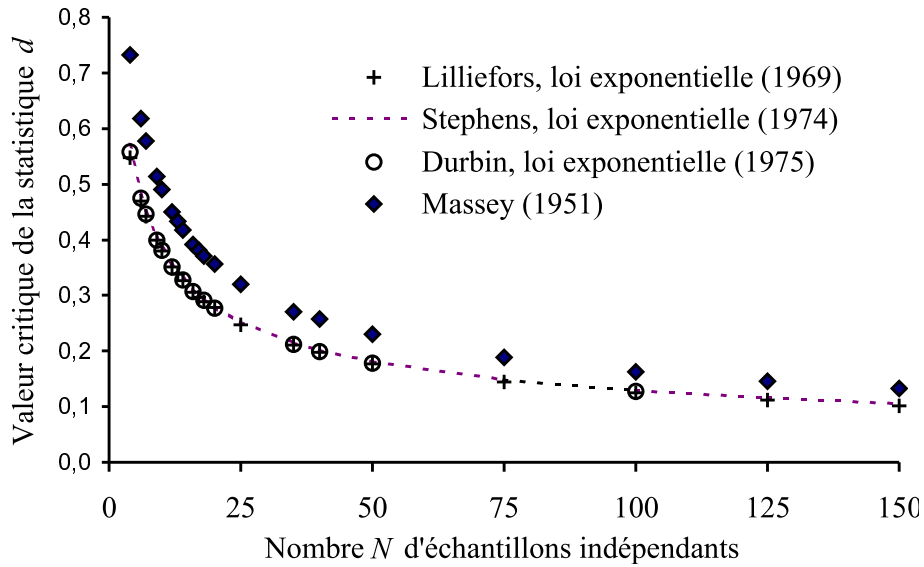 0,8
0,7
0,6
0,5
0,4
0,3
0,2
0,1
0,0
Valeur critique de la statistique d
Lilliefors, loi exponentielle (1969)
Stephens, loi exponentielle (1974)
Durbin, loi exponentielle (1975)
Massey (1951)
0 25 50 75 100 125 150
Nombre N d'échantillons indépendants